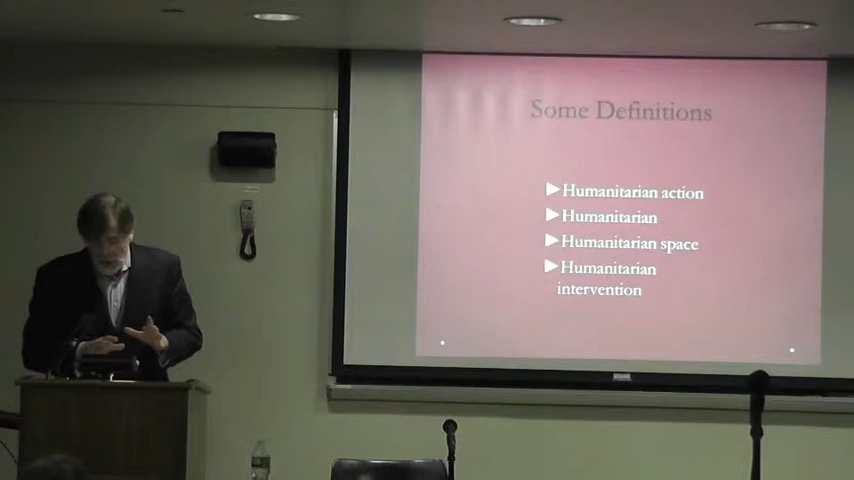 Some Definitions
Humanitarian action
Humanitarian
Humanitarian space
Humanitarian
intervention